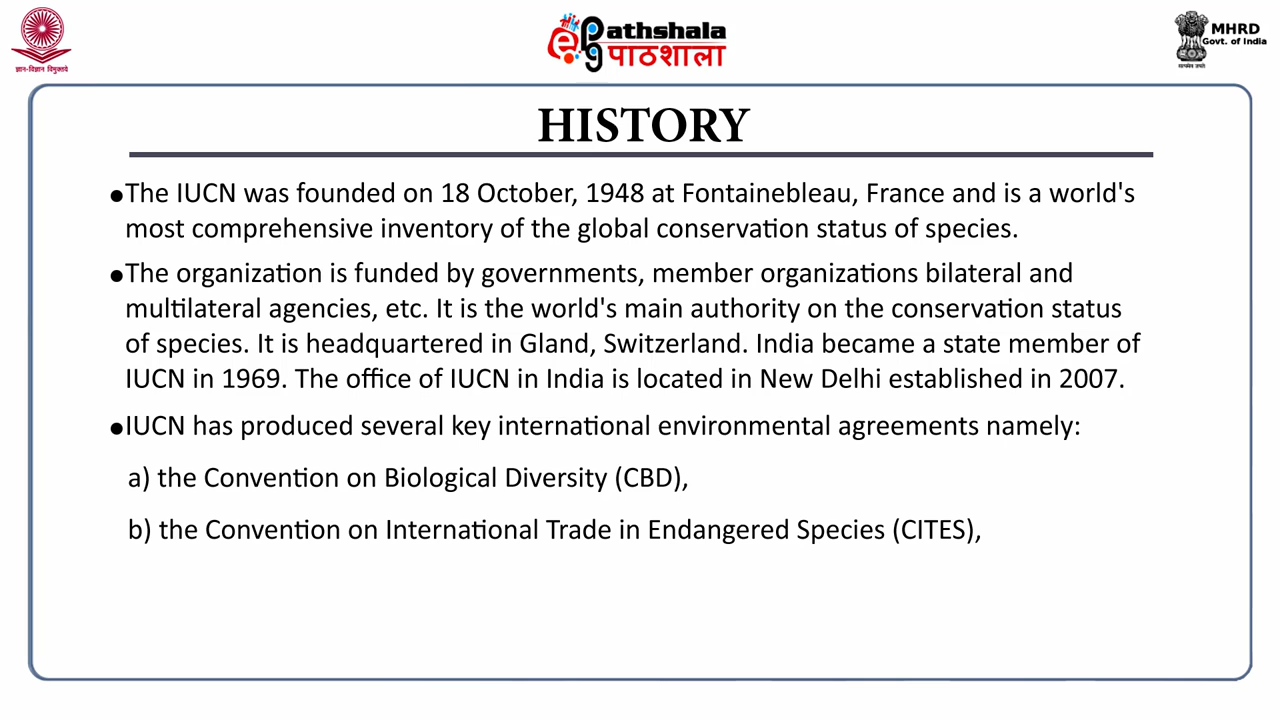 ज्ञान-विज्ञान विमुक्तये
ePG athshala
पाठशाला
MHRD
Govt. of India
सत्यमेव जयते
HISTORY
●The IUCN was founded on 18 October, 1948 at Fontainebleau, France and is a world's
most comprehensive inventory of the global conservation status of species.
●The organization is funded by governments, member organizations bilateral and
multilateral agencies, etc. It is the world's main authority on the conservation status
of species. It is headquartered in Gland, Switzerland. India became a state member of
IUCN in 1969. The office of IUCN in India is located in New Delhi established in 2007.
●IUCN has produced several key international environmental agreements namely:
a) the Convention on Biological Diversity (CBD),
b) the Convention on International Trade in Endangered Species (CITES),